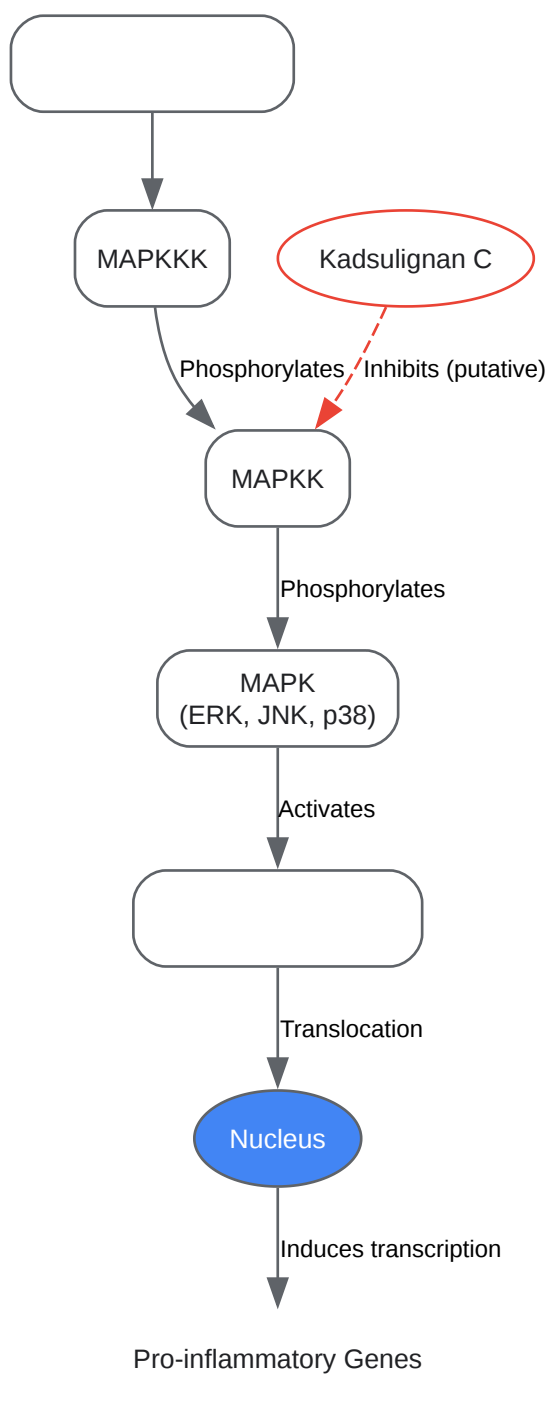 MAPKKK
Kadsulignan C
Phosphorylates
Inhibits (putative)
MAPKK
Phosphorylates
MAPK
(ERK, JNK, p38)
Activates
Translocation
Nucleus
Induces transcription
Pro-inflammatory Genes